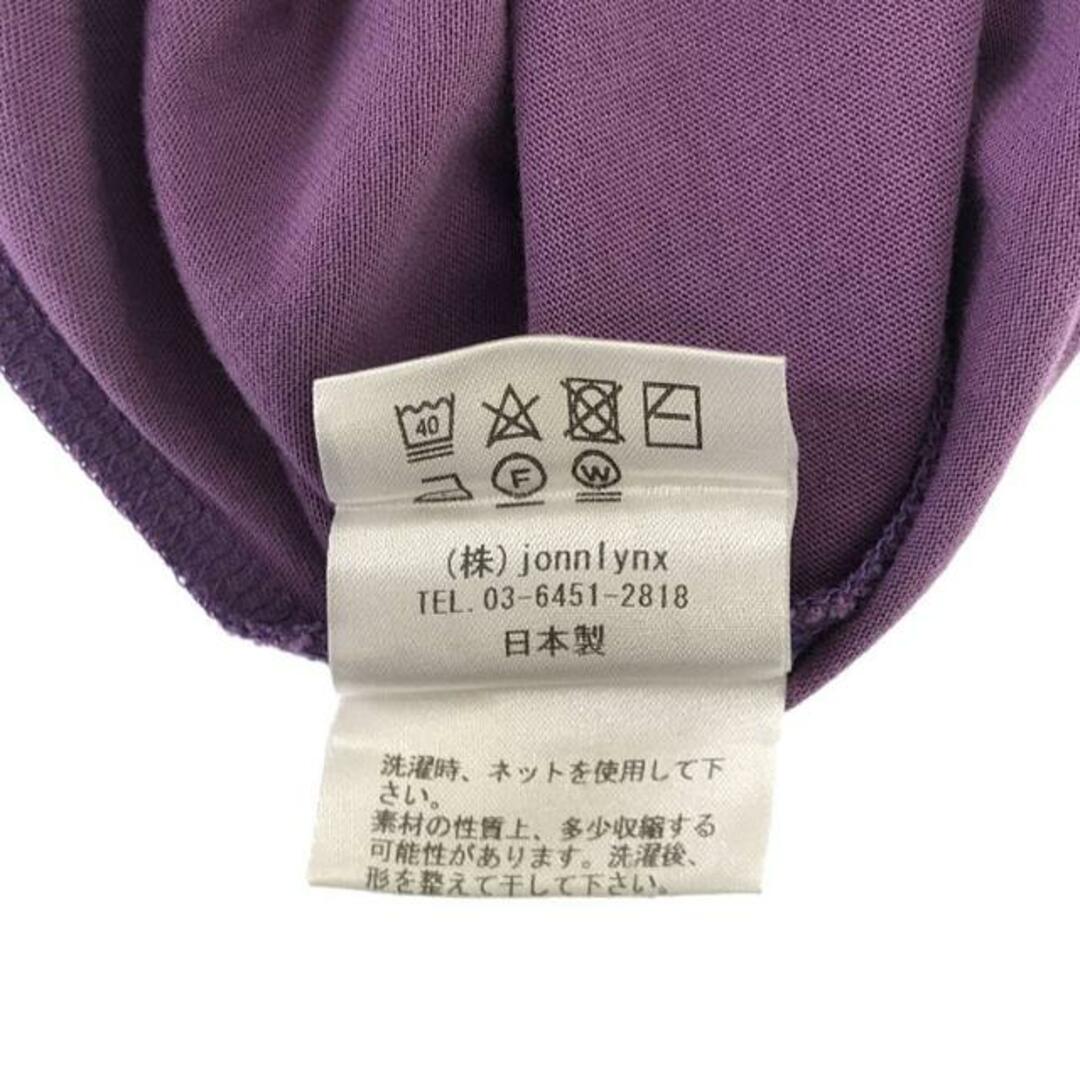 40
F W
(株)jonnlynx
TEL.03-6451-2818
日本製
洗濯時、ネットを使用して下
さい。
素材の性質上、多少収縮する
可能性があります。洗濯後、
形を整えて干して下さい。